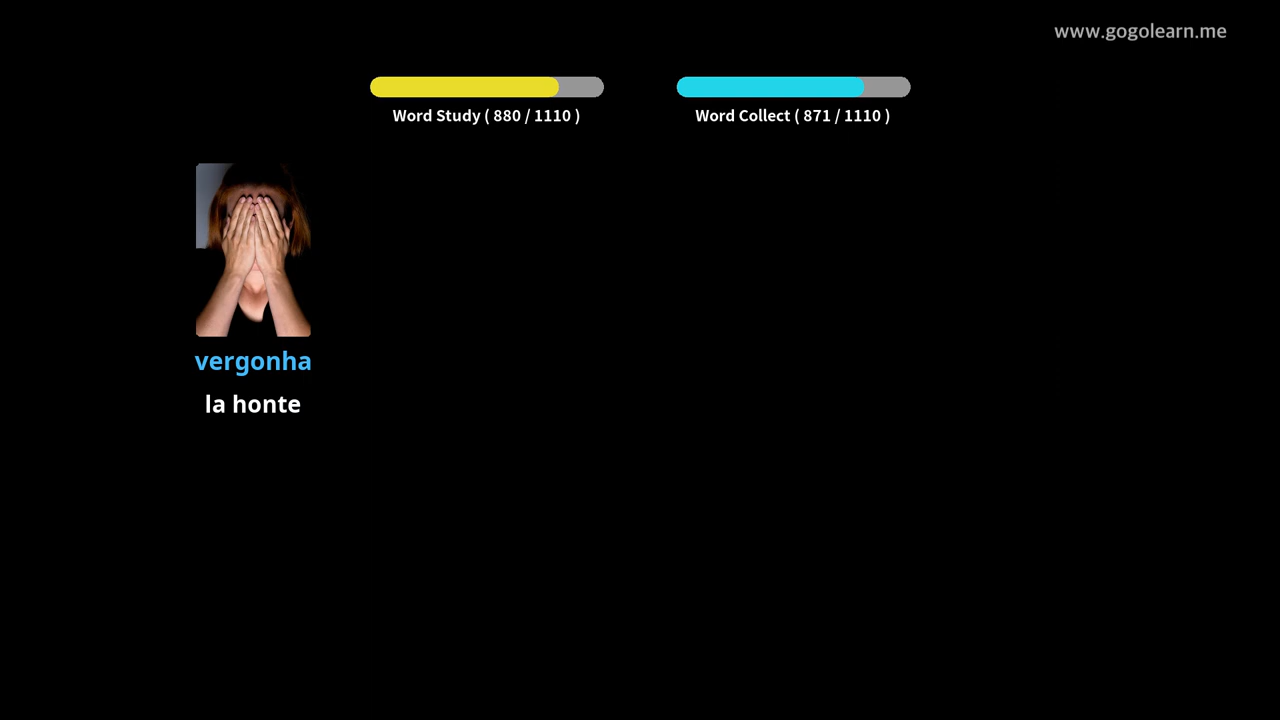 www.gogolearn.me
Word Study ( 880 / 1110 )
Word Collect ( 871 / 1110 )
vergonha
la honte